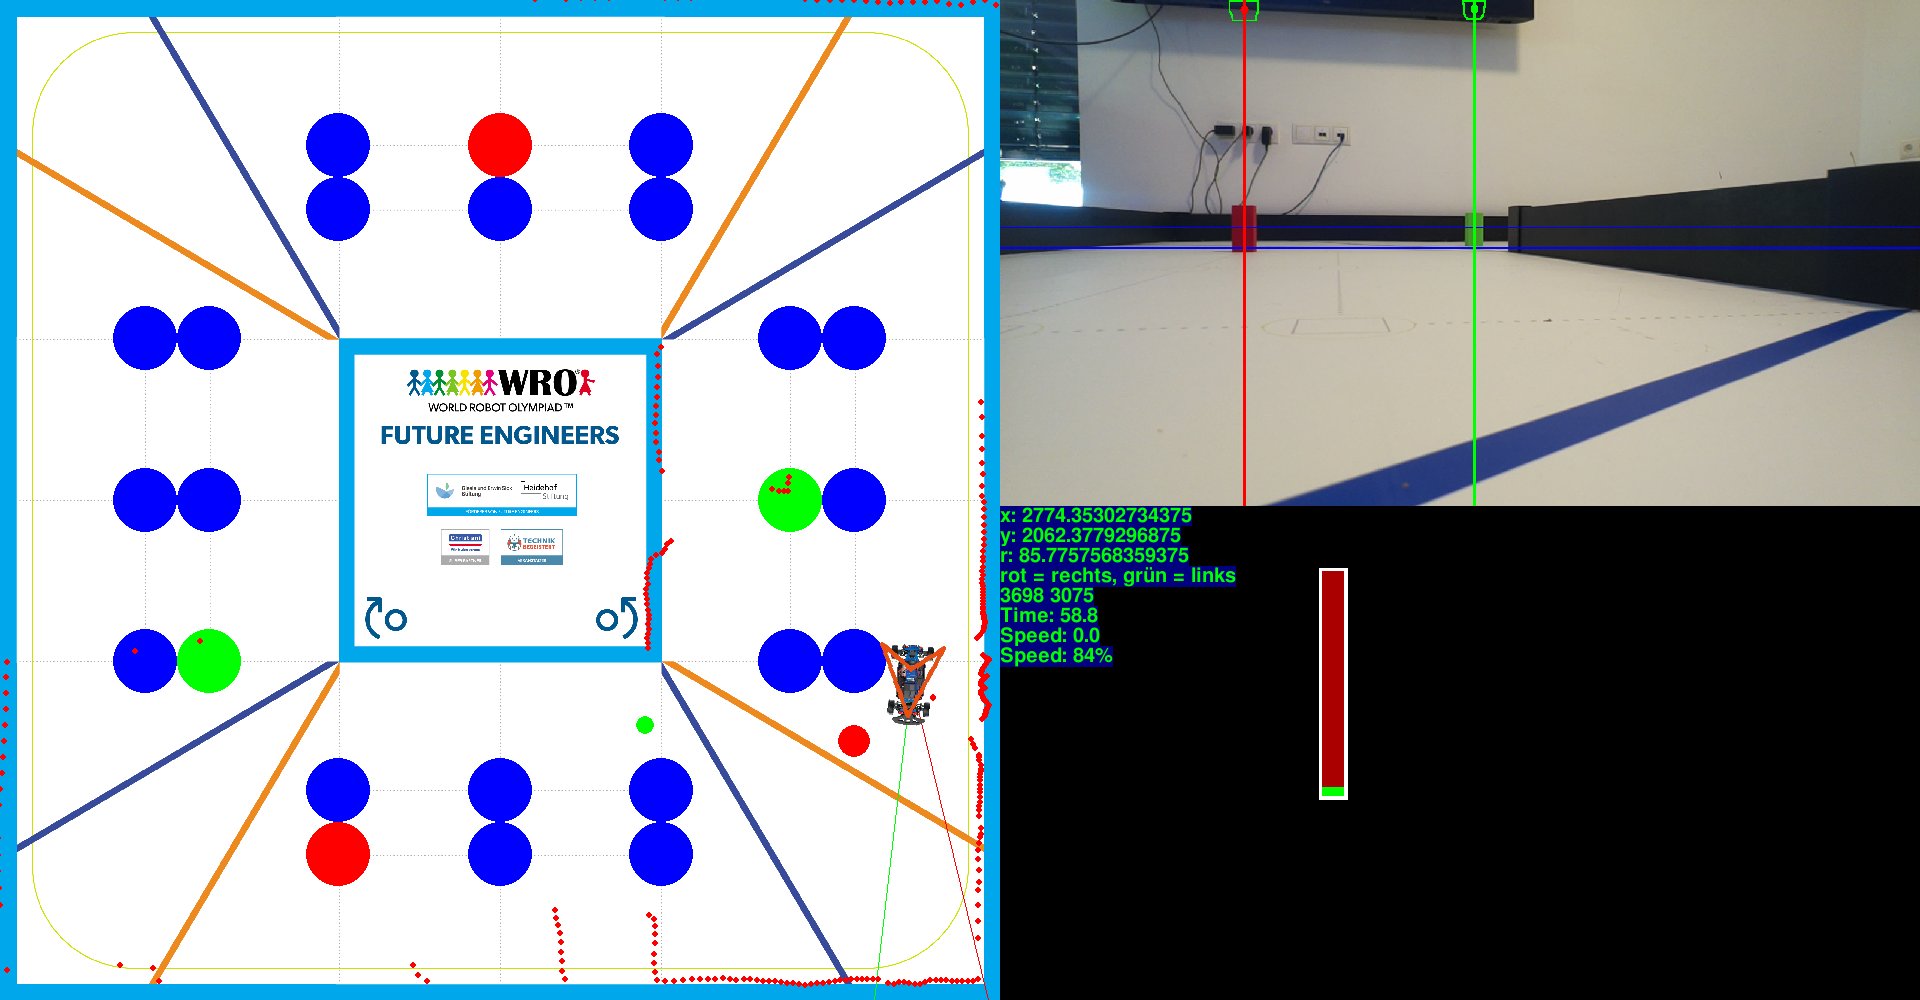 WRO
WORLD ROBOT OLYMPIAD™
FUTURE ENGINEERS
Heidehof
Stiftung
Christiani
TECHNIK
BEGEISTERT
x: 2774.35302734375
y: 2062.3779296875
r: 85.7757568359375
rot = rechts, grün = links
3698 3075
Time: 58.8
Speed: 0.0
Speed: 84%